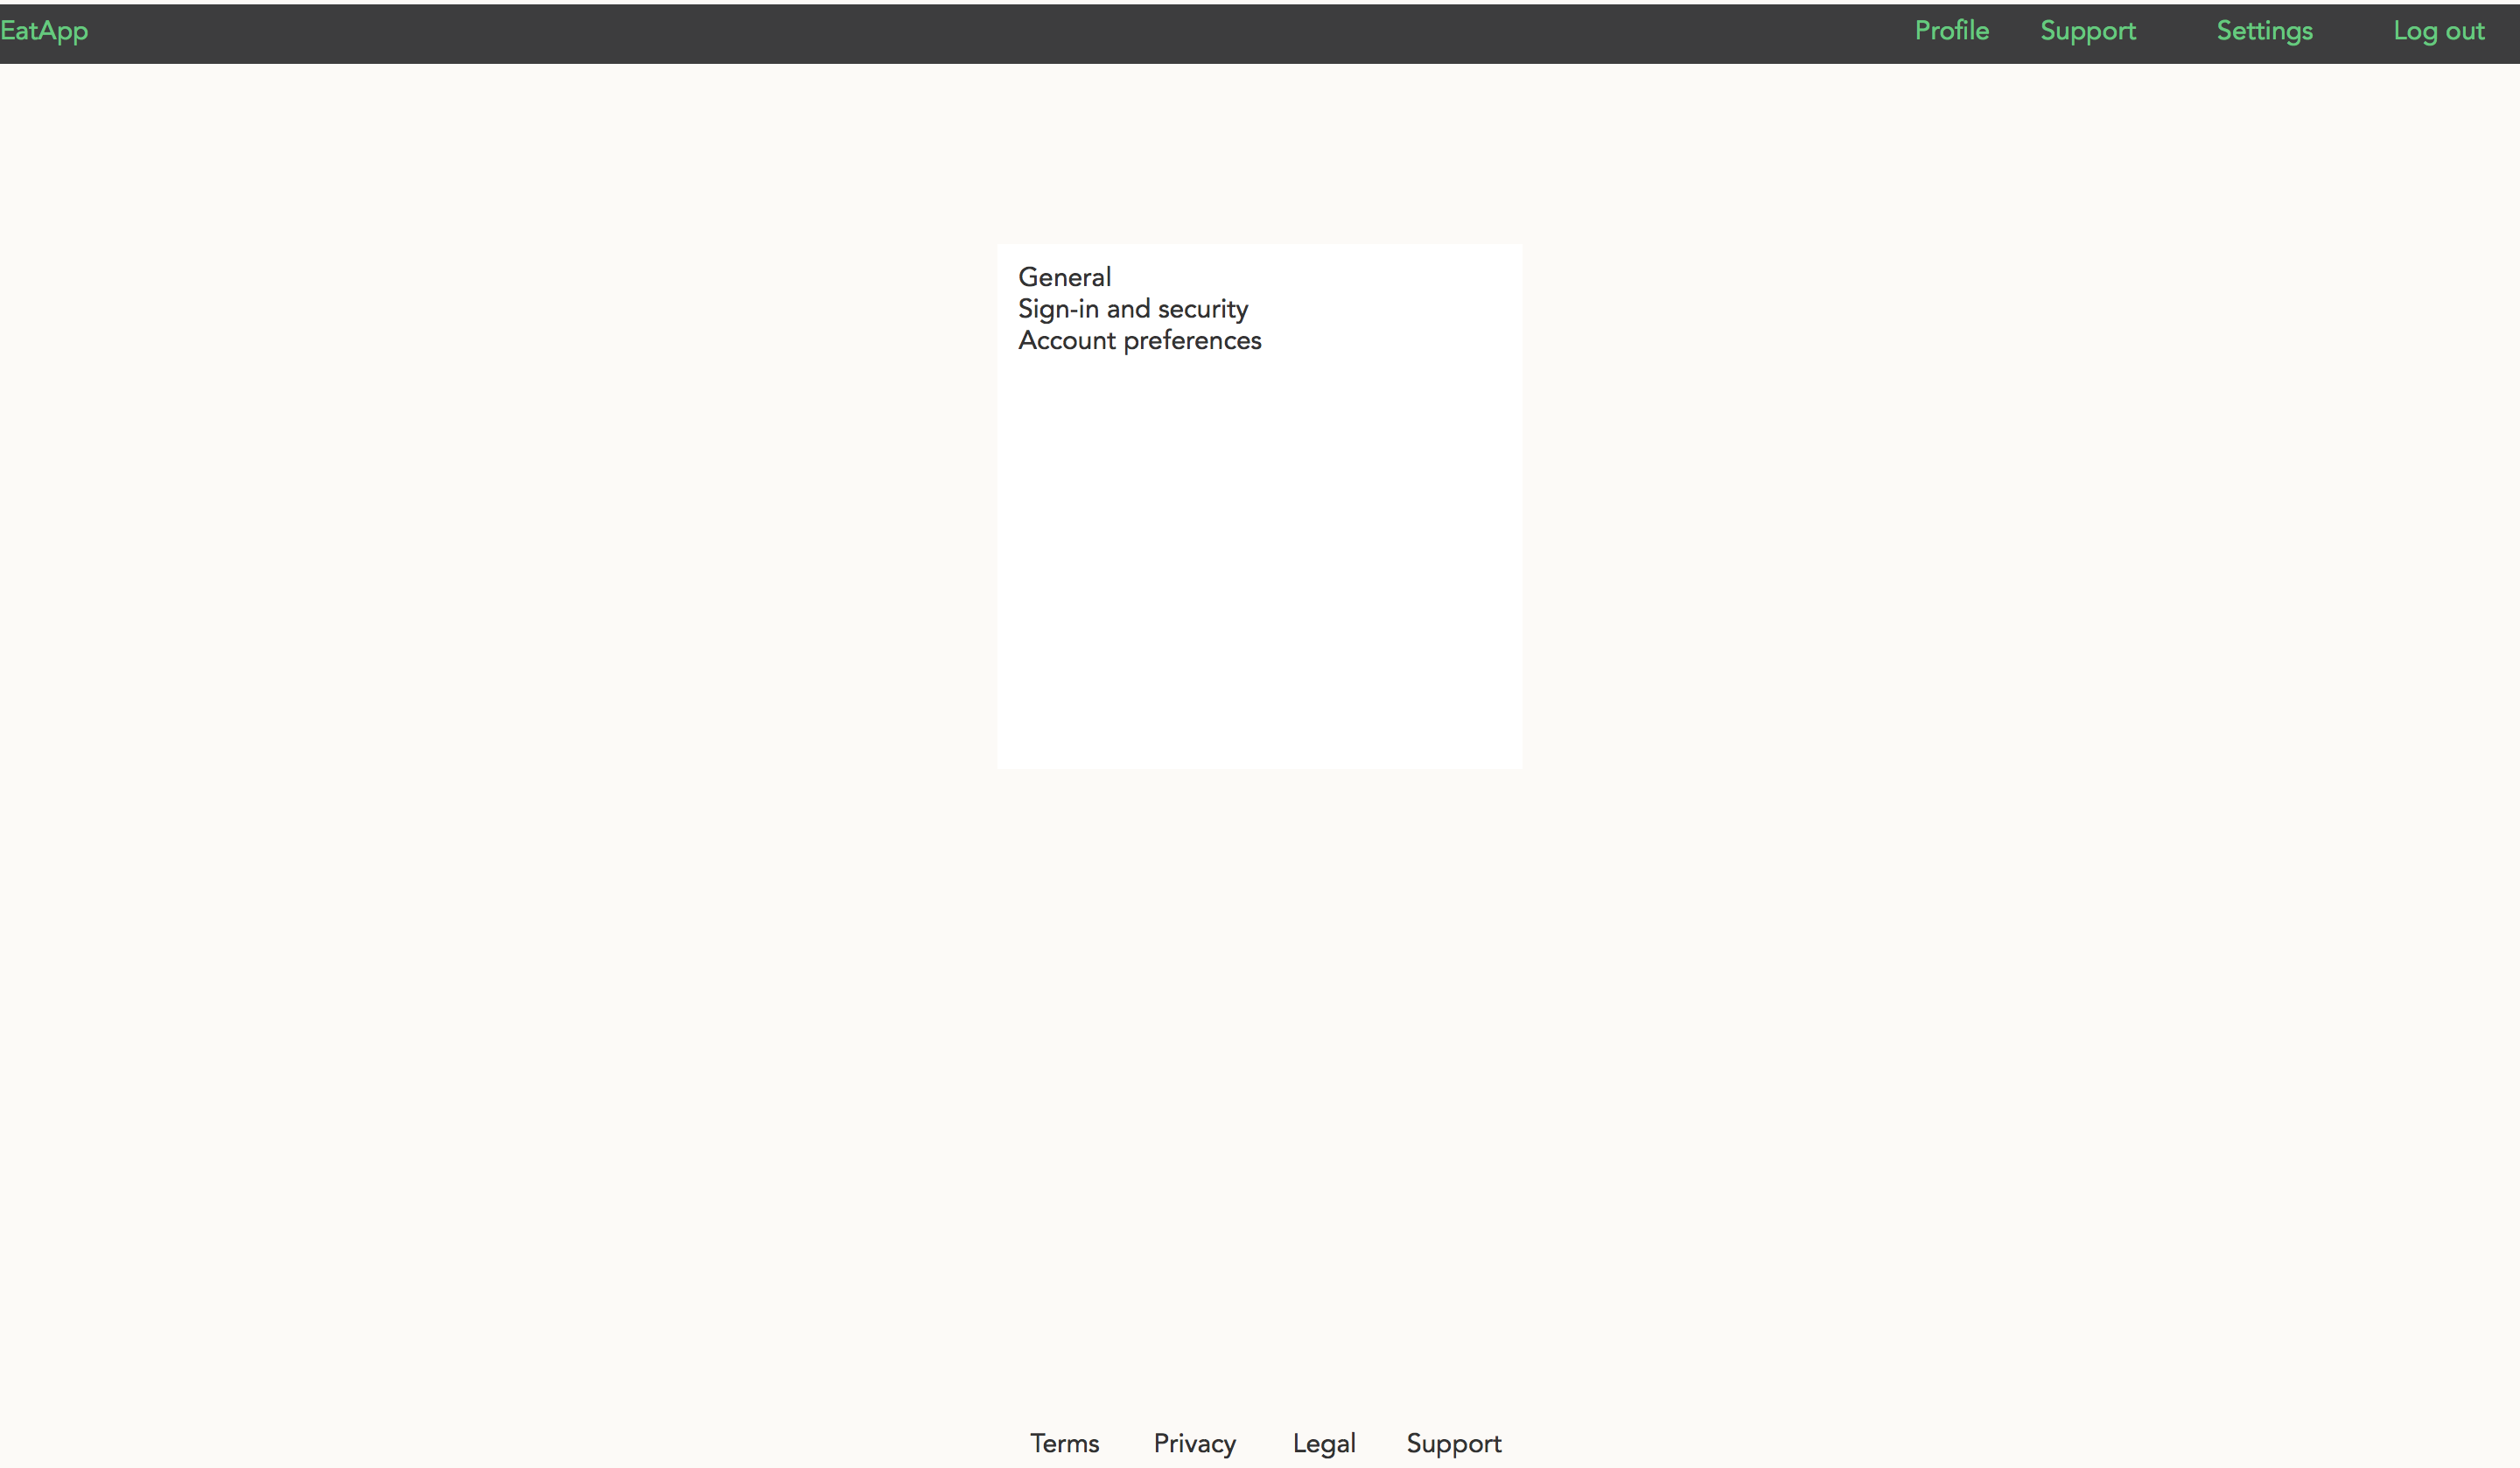 EatApp Profile Support Settings Log out
General
Sign-in and security
Account preferences
Terms Privacy Legal Support